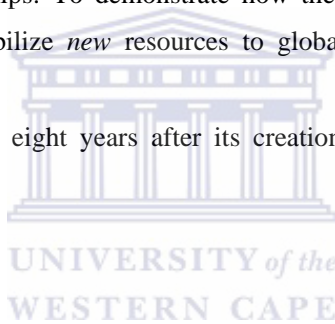 ips. To demonstrate how the
bilize new resources to globa
eight years after its creation
UNIVERSITY of the
WESTERN CAPE